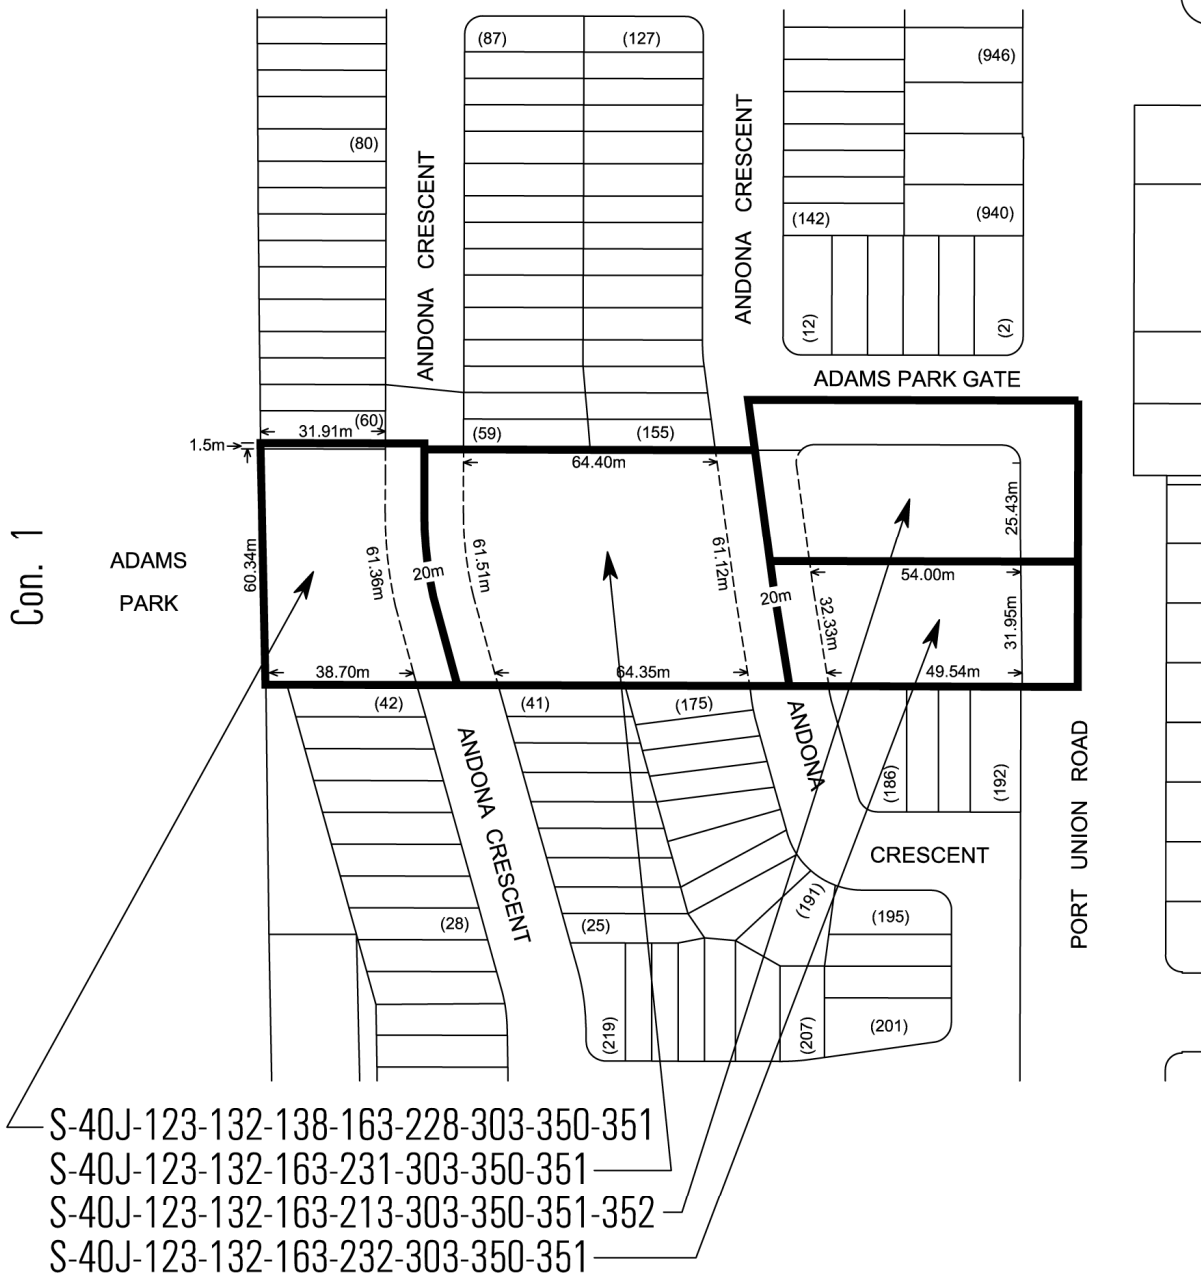 (87)
(127)
(946)
(80)
ANDONA CRESCENT
ANDONA CRESCENT
(142)
(940)
(12)
(2)
ADAMS PARK GATE
(60)
31.91m
1.5m
(59)
(155)
64.40m
25.43m
Con. 1
ADAMS
PARK
60.34m
61.36m
20m
61.51m
61.12m
20m
54.00m
32.33m
31.95m
38.70m
64.35m
49.54m
(42)
(41)
(175)
ANDONA
(186)
(192)
PORT UNION ROAD
ANDONA CRESCENT
CRESCENT
(28)
(25)
(191)
(195)
(219)
(207)
(201)
S-40J-123-132-138-163-228-303-350-351
S-40J-123-132-163-231-303-350-351
S-40J-123-132-163-213-303-350-351-352
S-40J-123-132-163-232-303-350-351